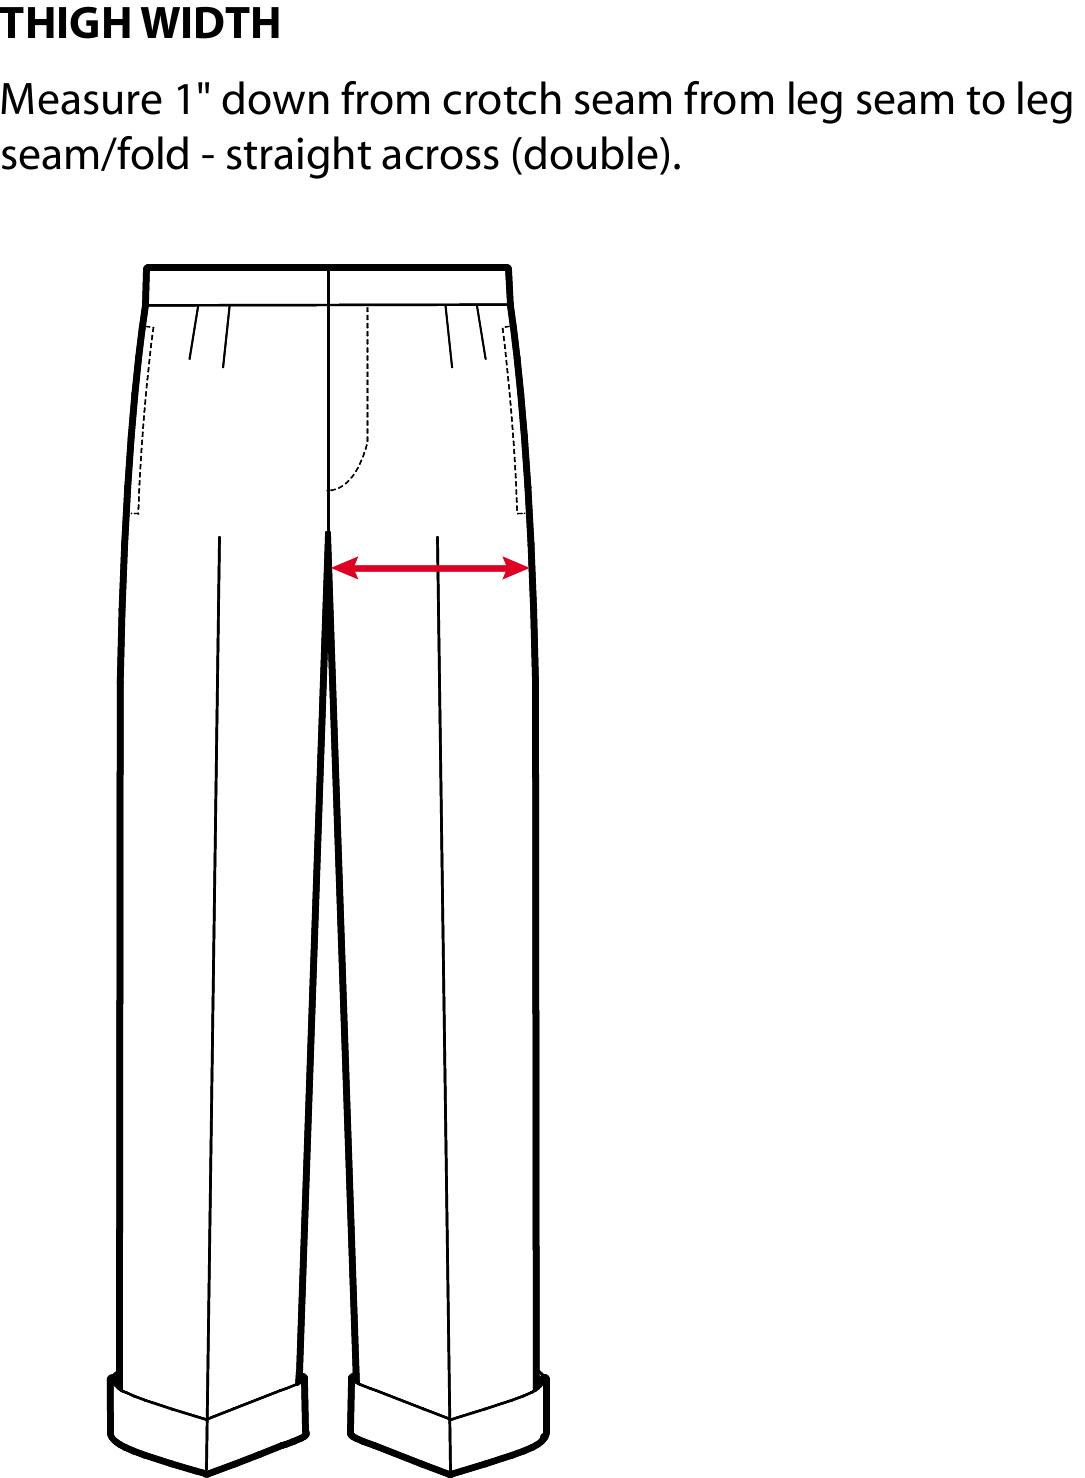 THIGH WIDTH
Measure 1" down from crotch seam from leg seam to leg
seam/fold - straight across (double).